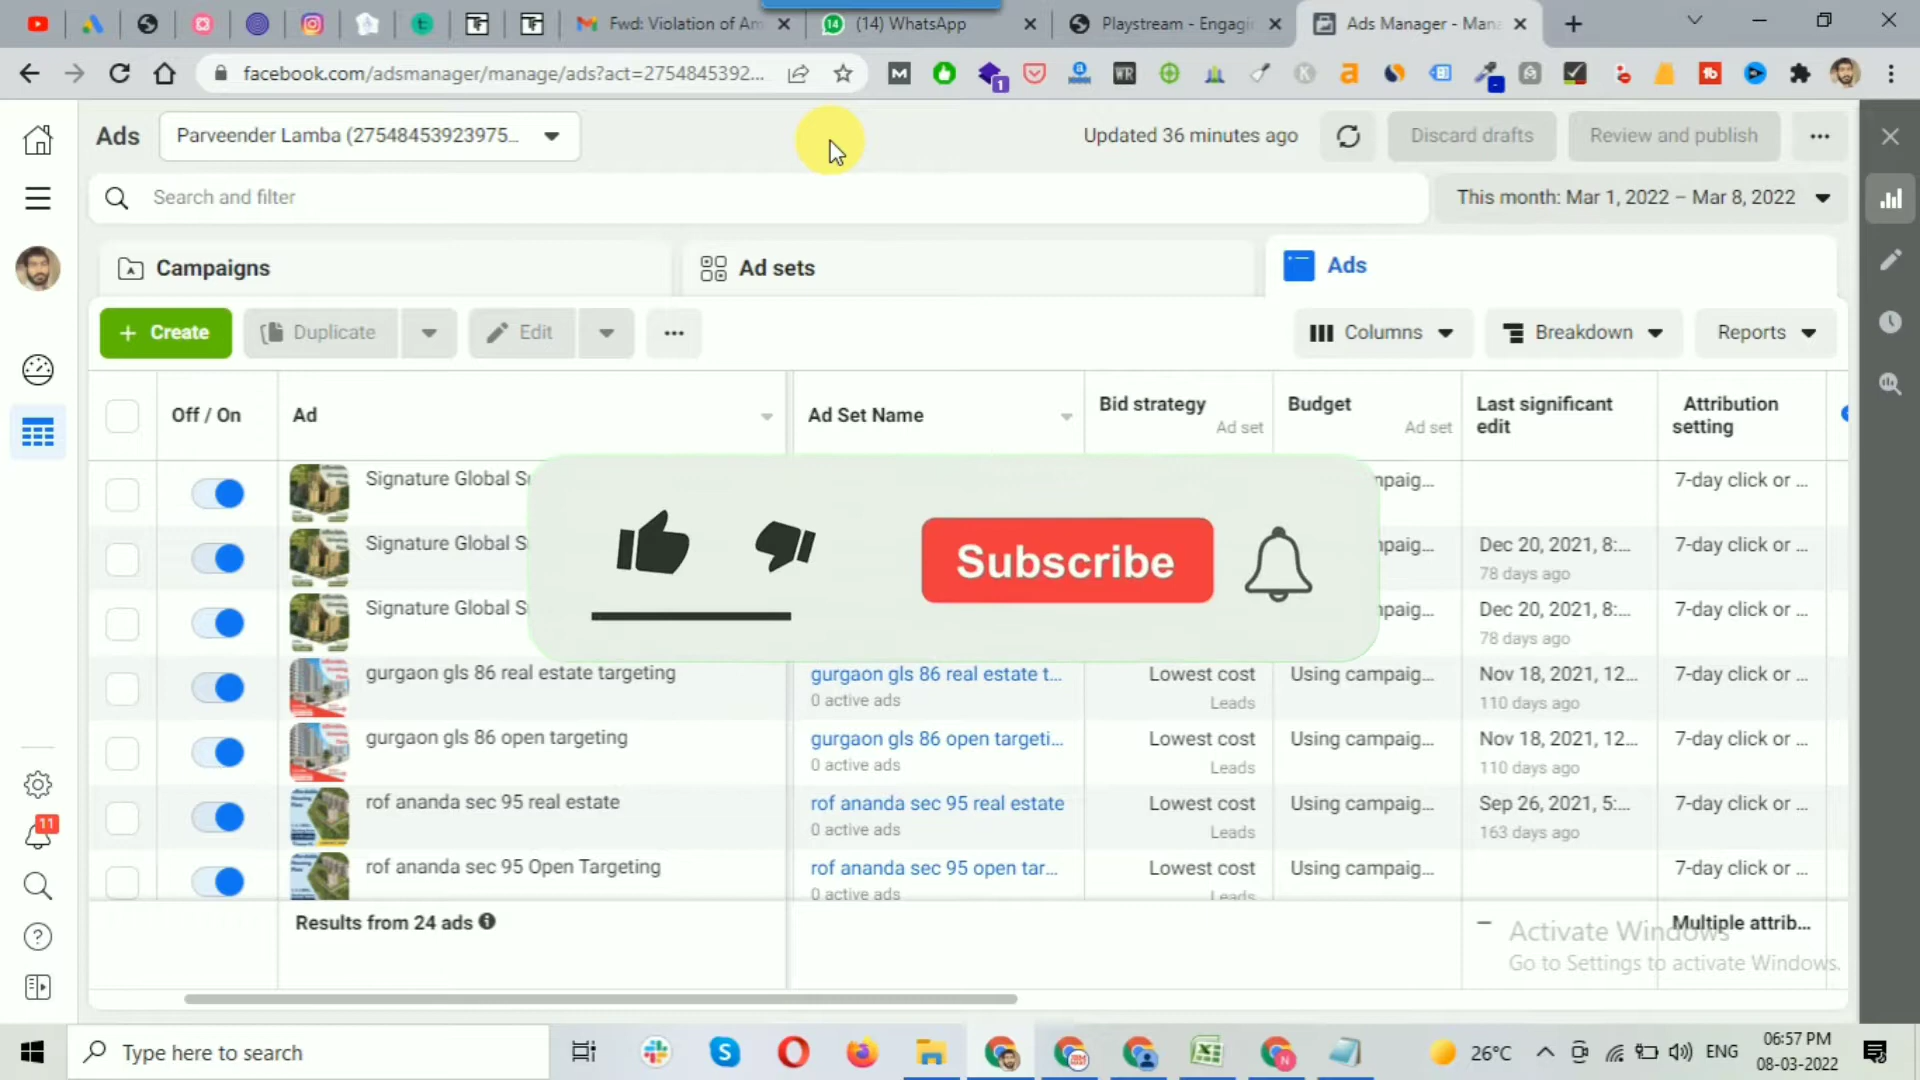 Fwd: Violation of Am
(14) WhatsApp
Playstream - Engagin
Ads Manager - Mana
facebook.com/adsmanager/manage/ads?act=2754845392...
Ads
Parveender Lamba (27548453923975...
Updated 36 minutes ago
Discard drafts
Review and publish
Search and filter
This month: Mar 1, 2022 – Mar 8, 2022
Campaigns
Ad sets
Ads
+ Create
Duplicate
Edit
Columns
Breakdown
Reports
Off / On
Ad
Ad Set Name
Bid strategy
Ad set
Budget
Ad set
Last significant
edit
Attribution
setting
Signature Global S
npaig...
7-day click or ...
Signature Global S
npaig...
Dec 20, 2021, 8:...
78 days ago
7-day click or ...
Signature Global S
npaig...
Dec 20, 2021, 8:...
78 days ago
7-day click or ...
Subscribe
gurgaon gls 86 real estate targeting
gurgaon gls 86 real estate t...
0 active ads
Lowest cost
Leads
Using campaig...
Nov 18, 2021, 12...
110 days ago
7-day click or ...
gurgaon gls 86 open targeting
gurgaon gls 86 open targeti...
0 active ads
Lowest cost
Leads
Using campaig...
Nov 18, 2021, 12...
110 days ago
7-day click or ...
rof ananda sec 95 real estate
rof ananda sec 95 real estate
0 active ads
Lowest cost
Leads
Using campaig...
Sep 26, 2021, 5:...
163 days ago
7-day click or ...
rof ananda sec 95 Open Targeting
rof ananda sec 95 open tar...
0 active ads
Lowest cost
Leads
Using campaig...
7-day click or ...
Results from 24 ads
–
Multiple attrib...
Activate Windows
Go to Settings to activate Windows.
11
Type here to search
26°C
ENG
06:57 PM
08-03-2022